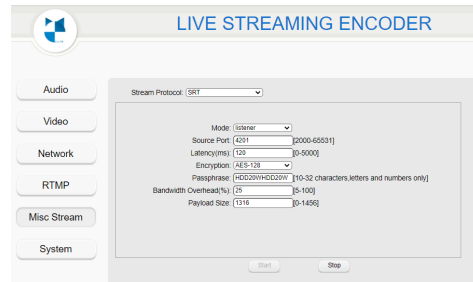 LIVE STREAMING ENCODER
Audio
Video
Network
RTMP
Misc Stream
System
Stream Protocol: SRT
Mode: listener
Source Port: 4201 [2000-65531]
Latency(ms): 120 [0-5000]
Encryption: AES-128
Passphrase: HDD20WHDD20W [10-32 characters,letters and numbers only]
Bandwidth Overhead(%): 25 [5-100]
Payload Size: 1316 [0-1456]
Start Stop